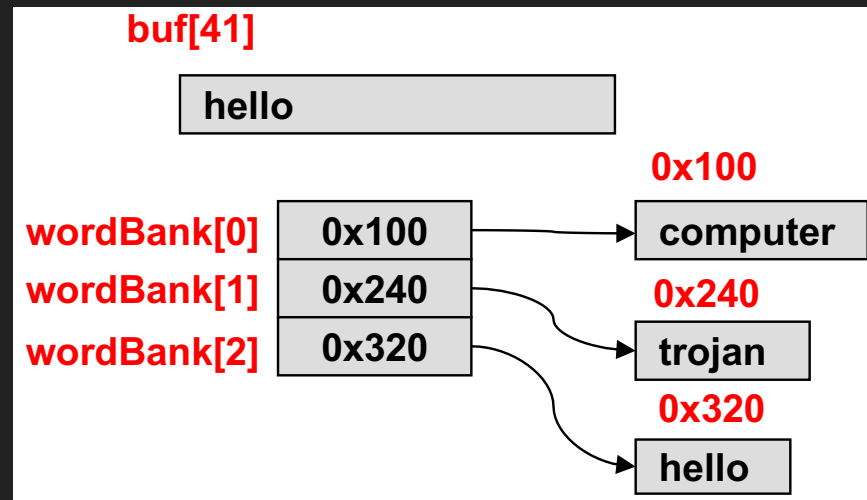 buf[41]
hello
0x100
wordBank[0] 0x100 computer
wordBank[1] 0x240 0x240
wordBank[2] 0x320 trojan
0x320
hello